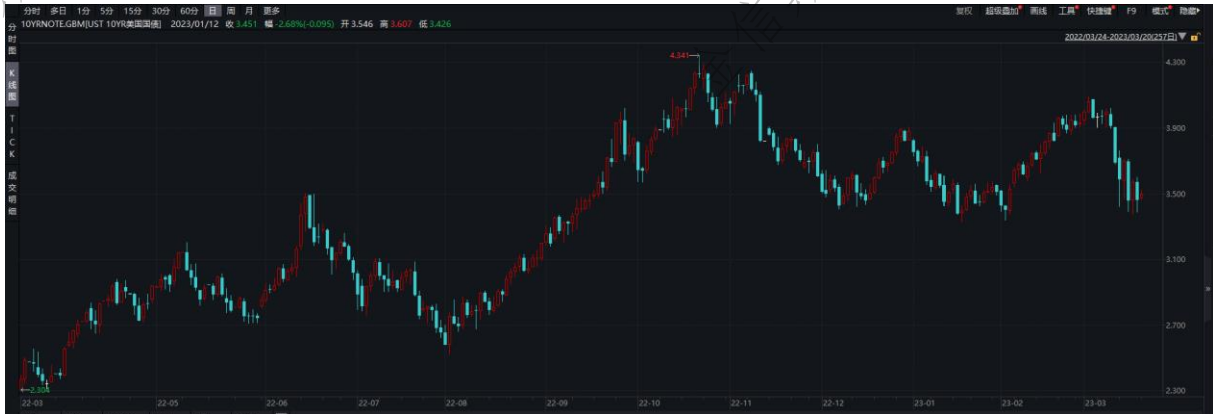 分时 多日 1分 5分 15分 30分 60分 日 周 月 更多 复权 超级叠加 画线 工具 快捷键 F9 模式 隐藏
10YRNOTE.GBM[UST 10YR美国国债] 2023/01/12 收 3.451 幅 -2.68%(-0.095) 开 3.546 高 3.607 低 3.426
2022/03/24-2023/03/20(257日)
分时图
K线图
TICK
成交明细
4.341
4.300
3.900
3.500
3.100
2.700
2.304
2.300
22-03 22-05 22-06 22-07 22-08 22-09 22-10 22-11 22-12 23-01 23-02 23-03